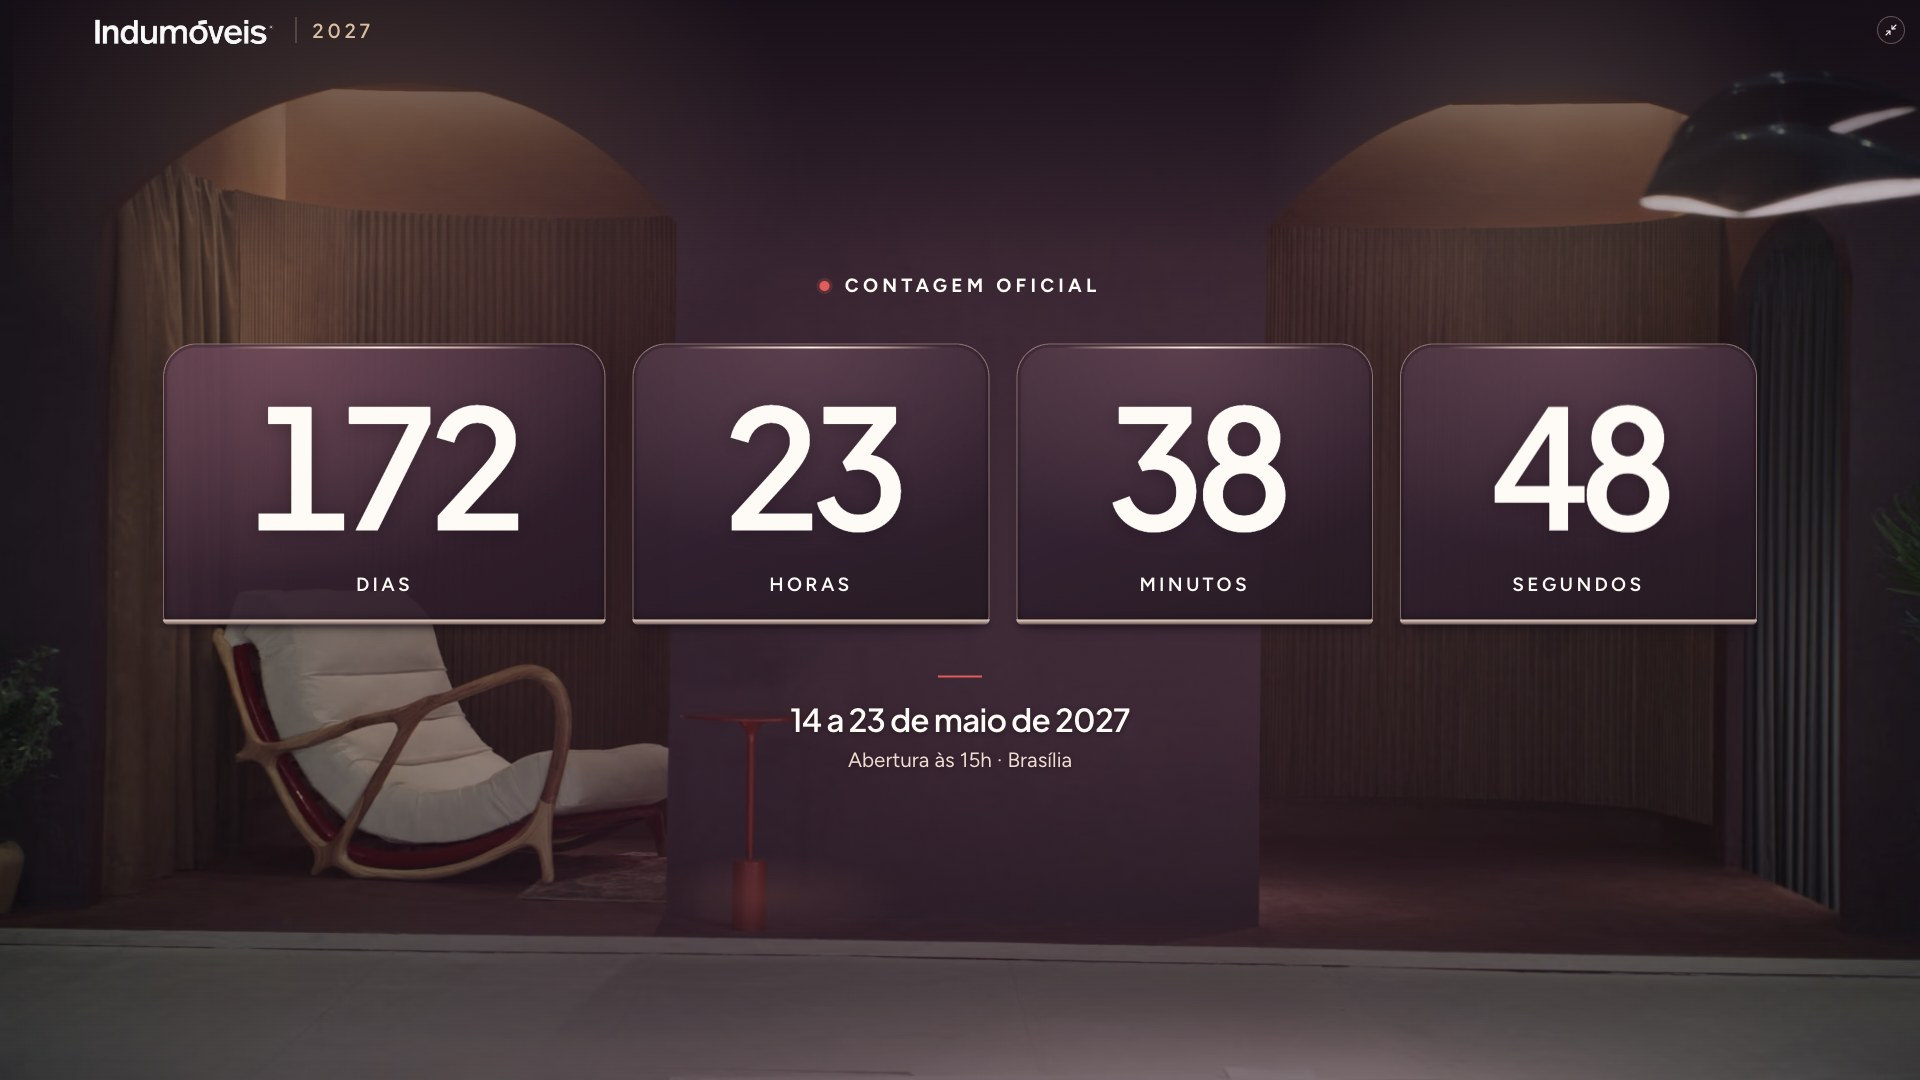 Indumóveis
2027
CONTAGEM OFICIAL
172
DIAS
23
HORAS
38
MINUTOS
48
SEGUNDOS
14 a 23 de maio de 2027
Abertura às 15h · Brasília